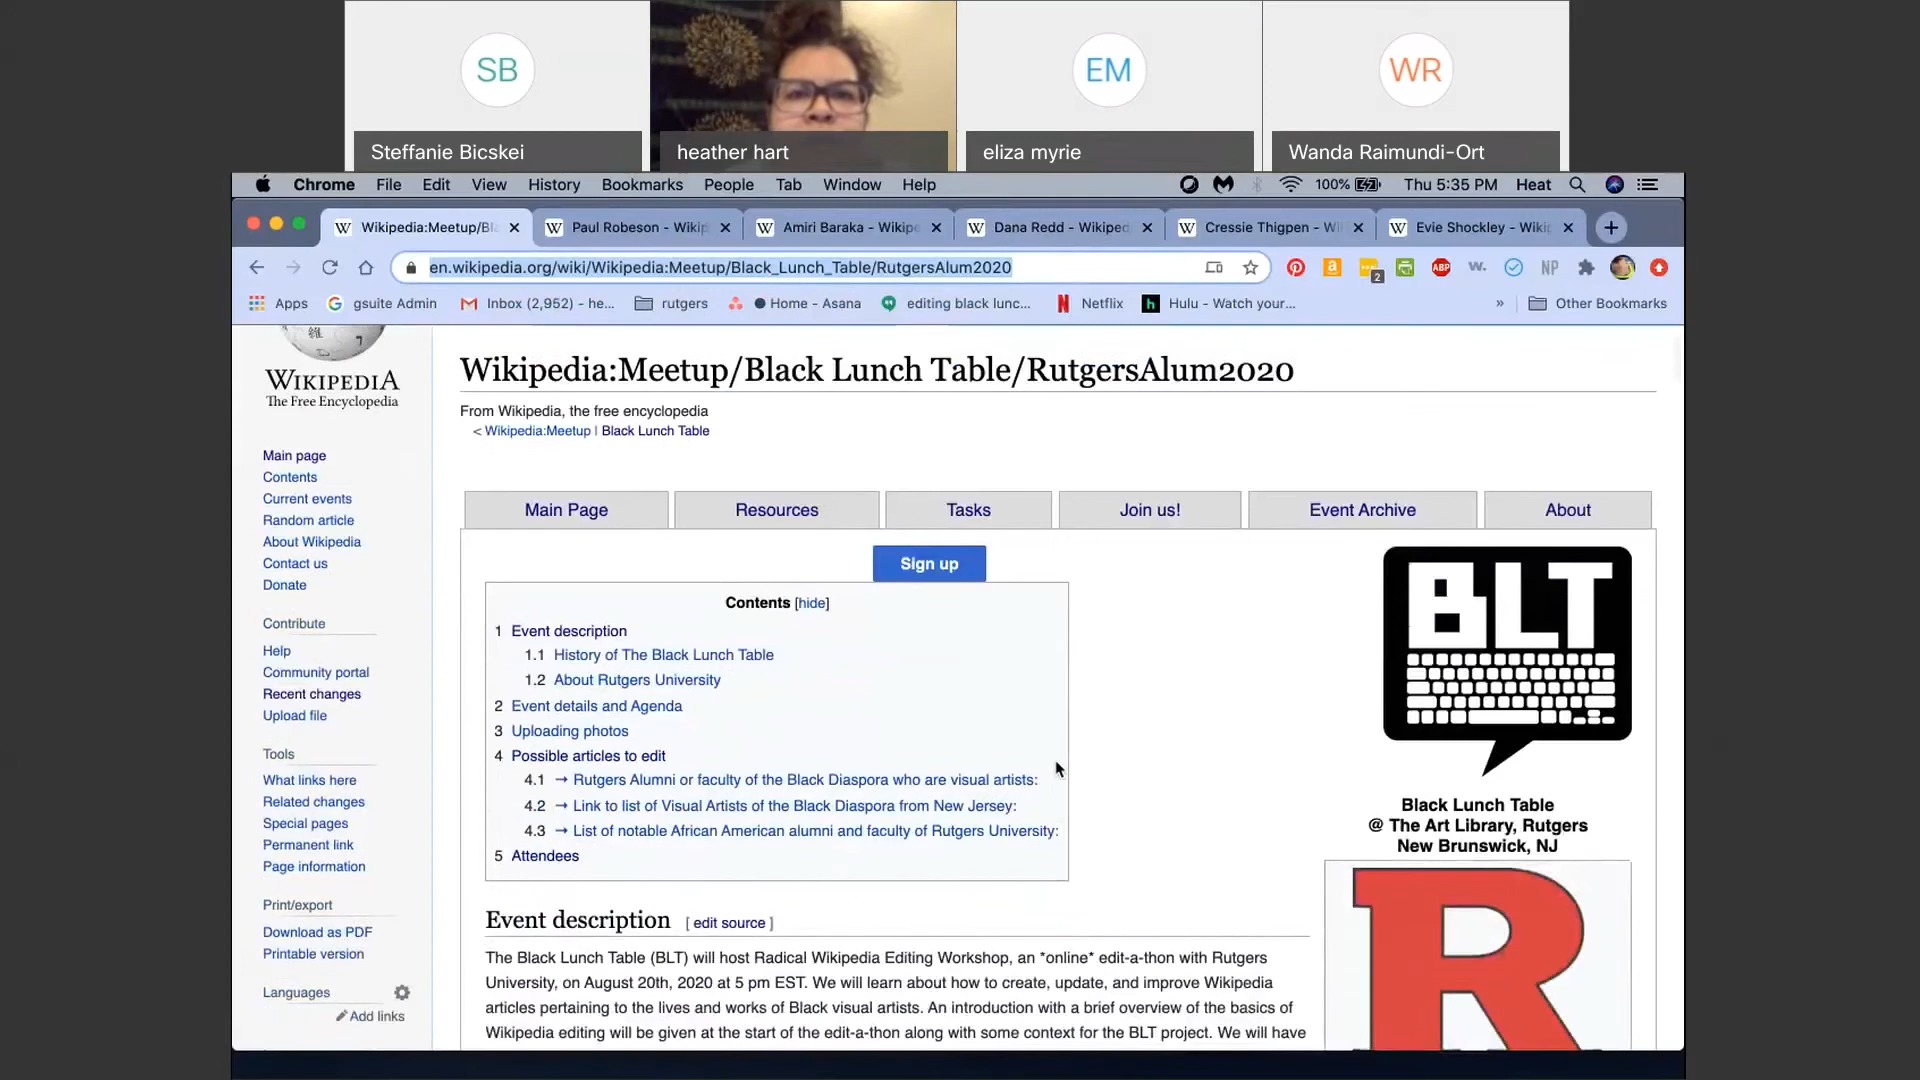 SB
EM
WR
Steffanie Bicskei
heather hart
eliza myrie
Wanda Raimundi-Ort
Chrome File Edit View History Bookmarks People Tab Window Help 100% Thu 5:35 PM Heat
Wikipedia:Meetup/Bla
Paul Robeson - Wikip
Amiri Baraka - Wikipe
Dana Redd - Wikiped
Cressie Thigpen - Wi
Evie Shockley - Wiki
en.wikipedia.org/wiki/Wikipedia:Meetup/Black_Lunch_Table/RutgersAlum2020
2
ABP
w.
NP
Apps
gsuite Admin
Inbox (2,952) - he...
rutgers
Home - Asana
editing black lunc...
Netflix
Hulu - Watch your...
» Other Bookmarks
WIKIPEDIA
The Free Encyclopedia
Main page
Contents
Current events
Random article
About Wikipedia
Contact us
Donate
Contribute
Help
Community portal
Recent changes
Upload file
Tools
What links here
Related changes
Special pages
Permanent link
Page information
Print/export
Download as PDF
Printable version
Languages
Add links
Wikipedia:Meetup/Black Lunch Table/RutgersAlum2020
From Wikipedia, the free encyclopedia
< Wikipedia:Meetup | Black Lunch Table
Main Page
Resources
Tasks
Join us!
Event Archive
About
Sign up
Contents [hide]
1 Event description
1.1 History of The Black Lunch Table
1.2 About Rutgers University
2 Event details and Agenda
3 Uploading photos
4 Possible articles to edit
4.1 → Rutgers Alumni or faculty of the Black Diaspora who are visual artists:
4.2 → Link to list of Visual Artists of the Black Diaspora from New Jersey:
4.3 → List of notable African American alumni and faculty of Rutgers University:
5 Attendees
BLT
Black Lunch Table
@ The Art Library, Rutgers
New Brunswick, NJ
R
Event description [ edit source ]
The Black Lunch Table (BLT) will host Radical Wikipedia Editing Workshop, an *online* edit-a-thon with Rutgers
University, on August 20th, 2020 at 5 pm EST. We will learn about how to create, update, and improve Wikipedia
articles pertaining to the lives and works of Black visual artists. An introduction with a brief overview of the basics of
Wikipedia editing will be given at the start of the edit-a-thon along with some context for the BLT project. We will have